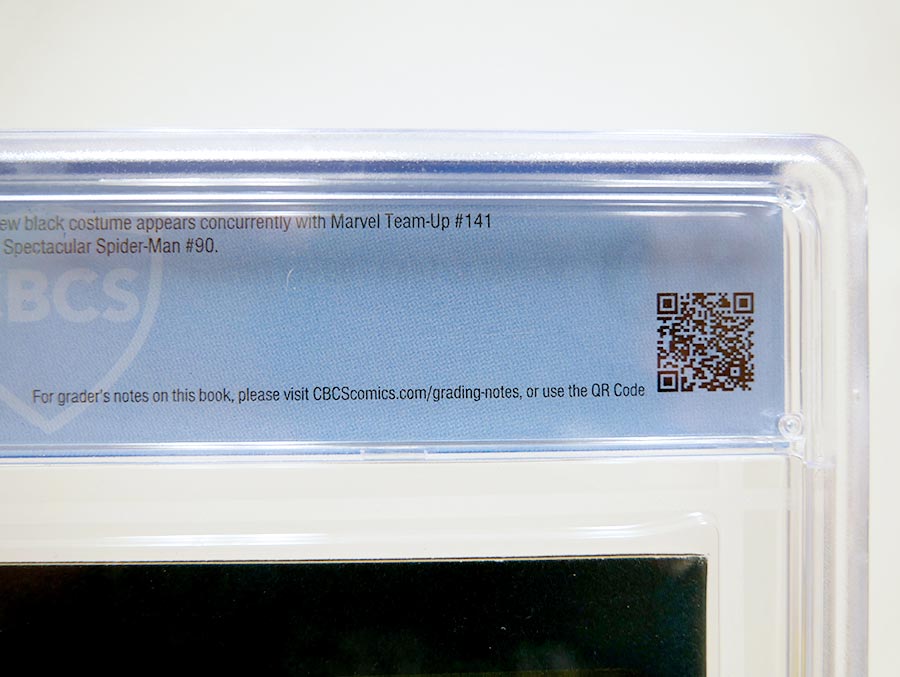 ew black costume appears concurrently with Marvel Team-Up #141
Spectacular Spider-Man #90.
BCS
For grader's notes on this book, please visit CBCScomics.com/grading-notes, or use the QR Code